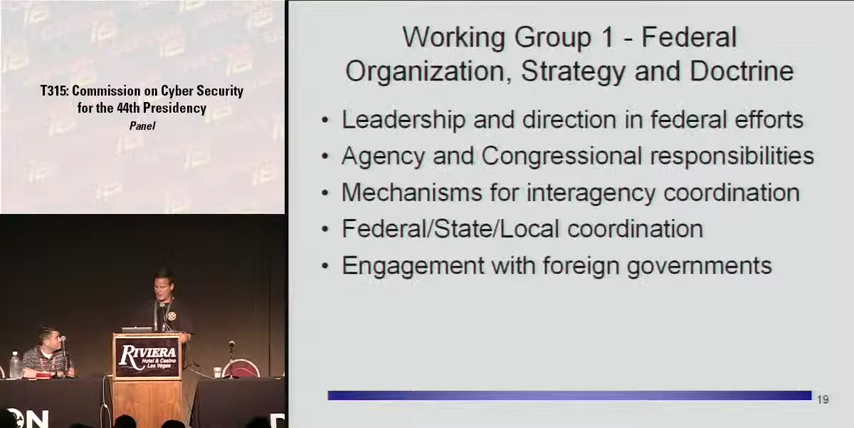 T315: Commission on Cyber Security
for the 44th Presidency
Panel
Working Group 1 - Federal
Organization, Strategy and Doctrine
• Leadership and direction in federal efforts
• Agency and Congressional responsibilities
• Mechanisms for interagency coordination
• Federal/State/Local coordination
• Engagement with foreign governments
19
RIVIERA
Hotel & Casino
Las Vegas
ON
D